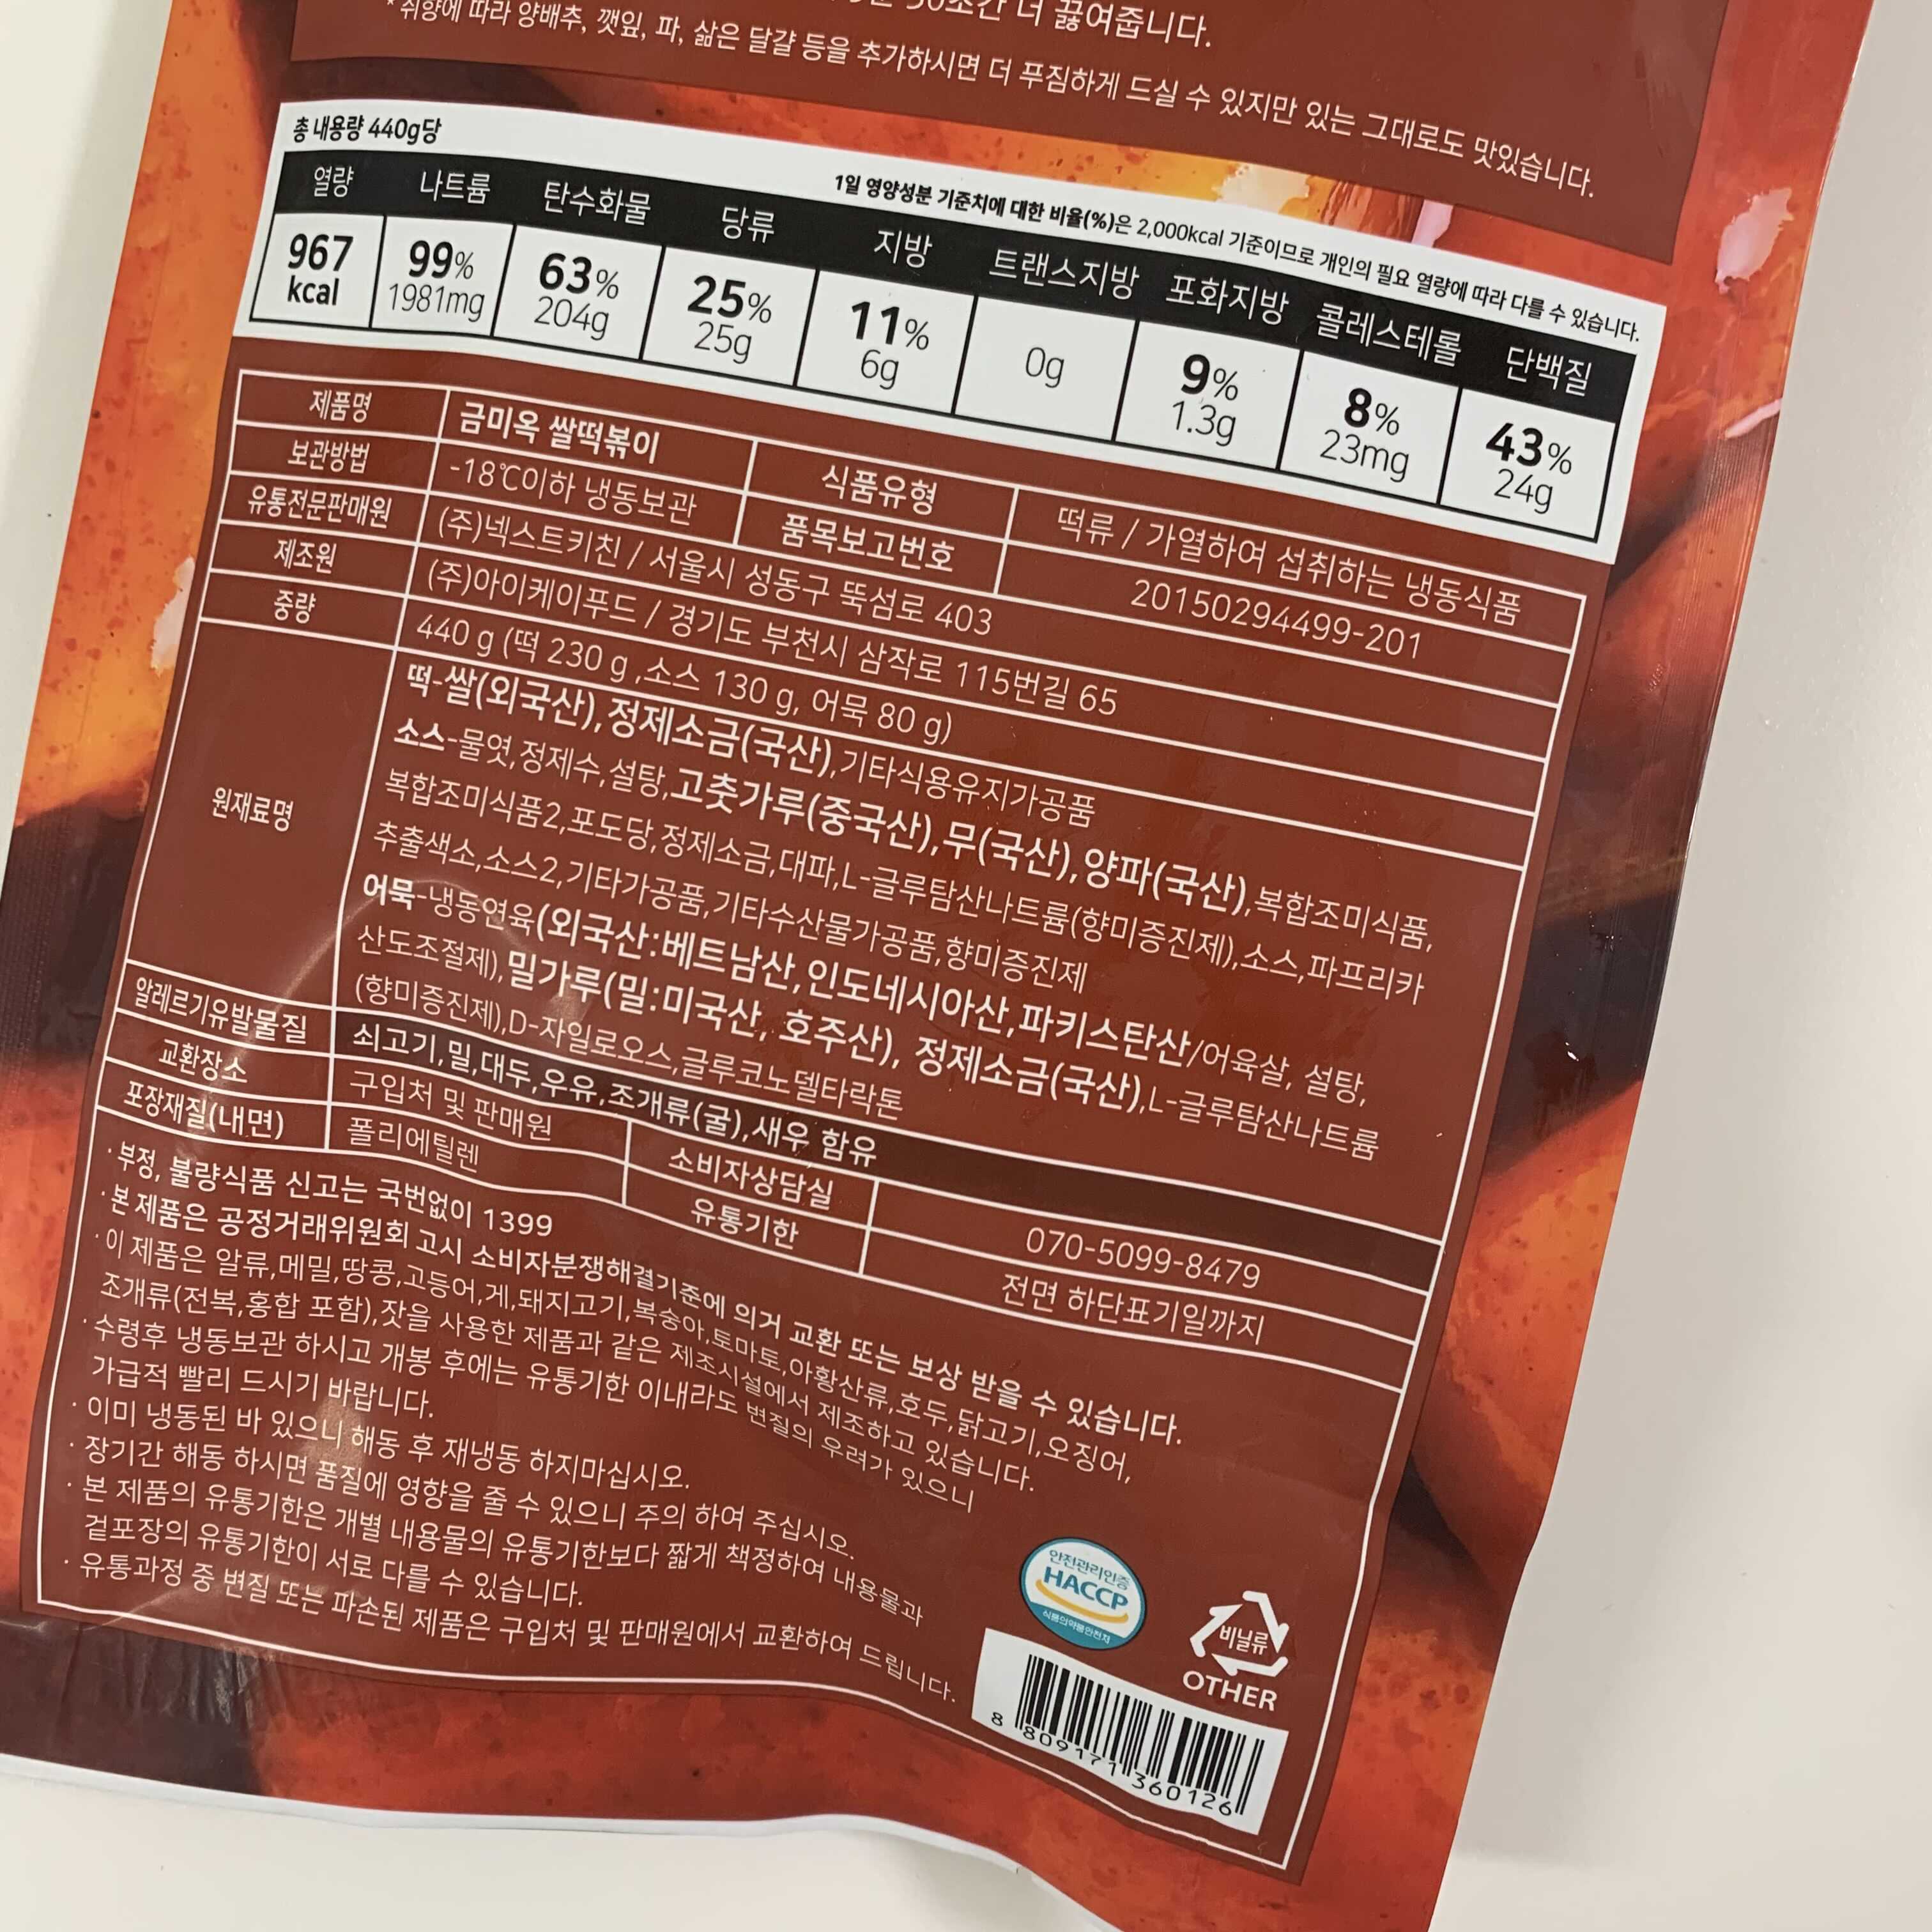 30초간 더 끓여줍니다.
* 취향에 따라 양배추, 깻잎, 파, 삶은 달걀 등을 추가하시면 더 푸짐하게 드실 수 있지만 있는 그대로도 맛있습니다.
총 내용량 440g당
1일 영양성분 기준치에 대한 비율(%)은 2,000kcal 기준이므로 개인의 필요 열량에 따라 다를 수 있습니다.
열량 나트륨 탄수화물 당류 지방 트랜스지방 포화지방 콜레스테롤 단백질
967 99% 63% 25% 11% 0g 9% 8% 43%
kcal 1981mg 204g 25g 6g 1.3g 23mg 24g
제품명 금미옥 쌀떡볶이 식품유형 떡류 / 가열하여 섭취하는 냉동식품
보관방법 -18℃이하 냉동보관 품목보고번호 20150294499-201
유통전문판매원 (주)넥스트키친 / 서울시 성동구 뚝섬로 403
제조원 (주)아이케이푸드 / 경기도 부천시 삼작로 115번길 65
중량 440 g (떡 230 g ,소스 130 g, 어묵 80 g)
원재료명 떡-쌀(외국산),정제소금(국산),기타식용유지가공품
소스-물엿,정제수,설탕,고춧가루(중국산),무(국산),양파(국산),복합조미식품,
복합조미식품2,포도당,정제소금,대파,L-글루탐산나트륨(향미증진제),소스,파프리카
추출색소,소스2,기타가공품,기타수산물가공품,향미증진제
어묵-냉동연육(외국산:베트남산,인도네시아산,파키스탄산/어육살, 설탕,
산도조절제),밀가루(밀:미국산, 호주산), 정제소금(국산),L-글루탐산나트륨
(향미증진제),D-자일로오스,글루코노델타락톤
알레르기유발물질 쇠고기,밀,대두,우유,조개류(굴),새우 함유
교환장소 구입처 및 판매원 소비자상담실 070-5099-8479
포장재질(내면) 폴리에틸렌 유통기한 전면 하단표기일까지
· 부정, 불량식품 신고는 국번없이 1399
· 본 제품은 공정거래위원회 고시 소비자분쟁해결기준에 의거 교환 또는 보상 받을 수 있습니다.
· 이 제품은 알류,메밀,땅콩,고등어,게,돼지고기,복숭아,토마토,아황산류,호두,닭고기,오징어,
조개류(전복,홍합 포함),잣을 사용한 제품과 같은 제조시설에서 제조하고 있습니다.
· 수령후 냉동보관 하시고 개봉 후에는 유통기한 이내라도 변질의 우려가 있으니
가급적 빨리 드시기 바랍니다.
· 이미 냉동된 바 있으니 해동 후 재냉동 하지마십시오.
· 장기간 해동 하시면 품질에 영향을 줄 수 있으니 주의 하여 주십시오.
· 본 제품의 유통기한은 개별 내용물의 유통기한보다 짧게 책정하여 내용물과
겉포장의 유통기한이 서로 다를 수 있습니다.
· 유통과정 중 변질 또는 파손된 제품은 구입처 및 판매원에서 교환하여 드립니다.
안전관리인증
HACCP
식품의약품안전처
비닐류
OTHER
8 809171 360126